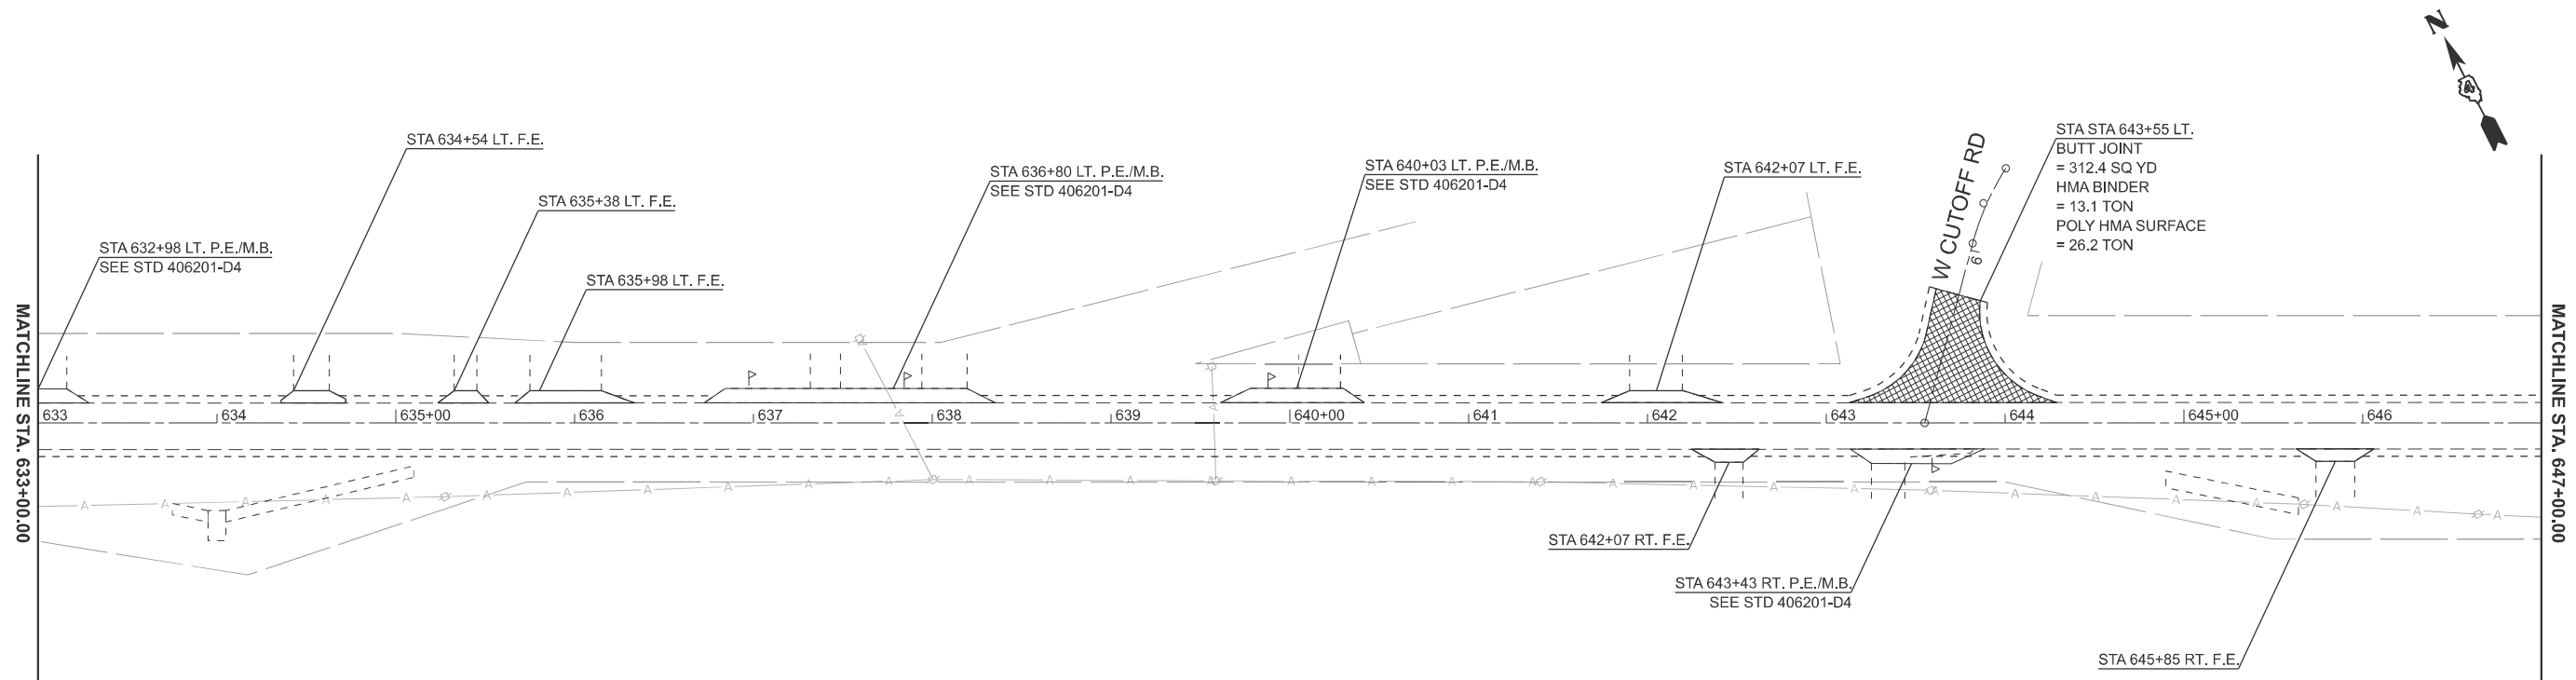 N
STA 634+54 LT. F.E.
STA 635+38 LT. F.E.
STA 632+98 LT. P.E./M.B.
SEE STD 406201-D4
STA 635+98 LT. F.E.
STA 636+80 LT. P.E./M.B.
SEE STD 406201-D4
STA 640+03 LT. P.E./M.B.
SEE STD 406201-D4
STA 642+07 LT. F.E.
W CUTOFF RD
STA STA 643+55 LT.
BUTT JOINT
= 312.4 SQ YD
HMA BINDER
= 13.1 TON
POLY HMA SURFACE
= 26.2 TON
MATCHLINE STA. 633+00.00
633
634
635+00
636
637
638
639
640+00
641
642
643
644
645+00
646
MATCHLINE STA. 647+00.00
A A A A A A A A A A A A A A A A A A A A A A A A A A A A
STA 642+07 RT. F.E.
STA 643+43 RT. P.E./M.B.
SEE STD 406201-D4
STA 645+85 RT. F.E.